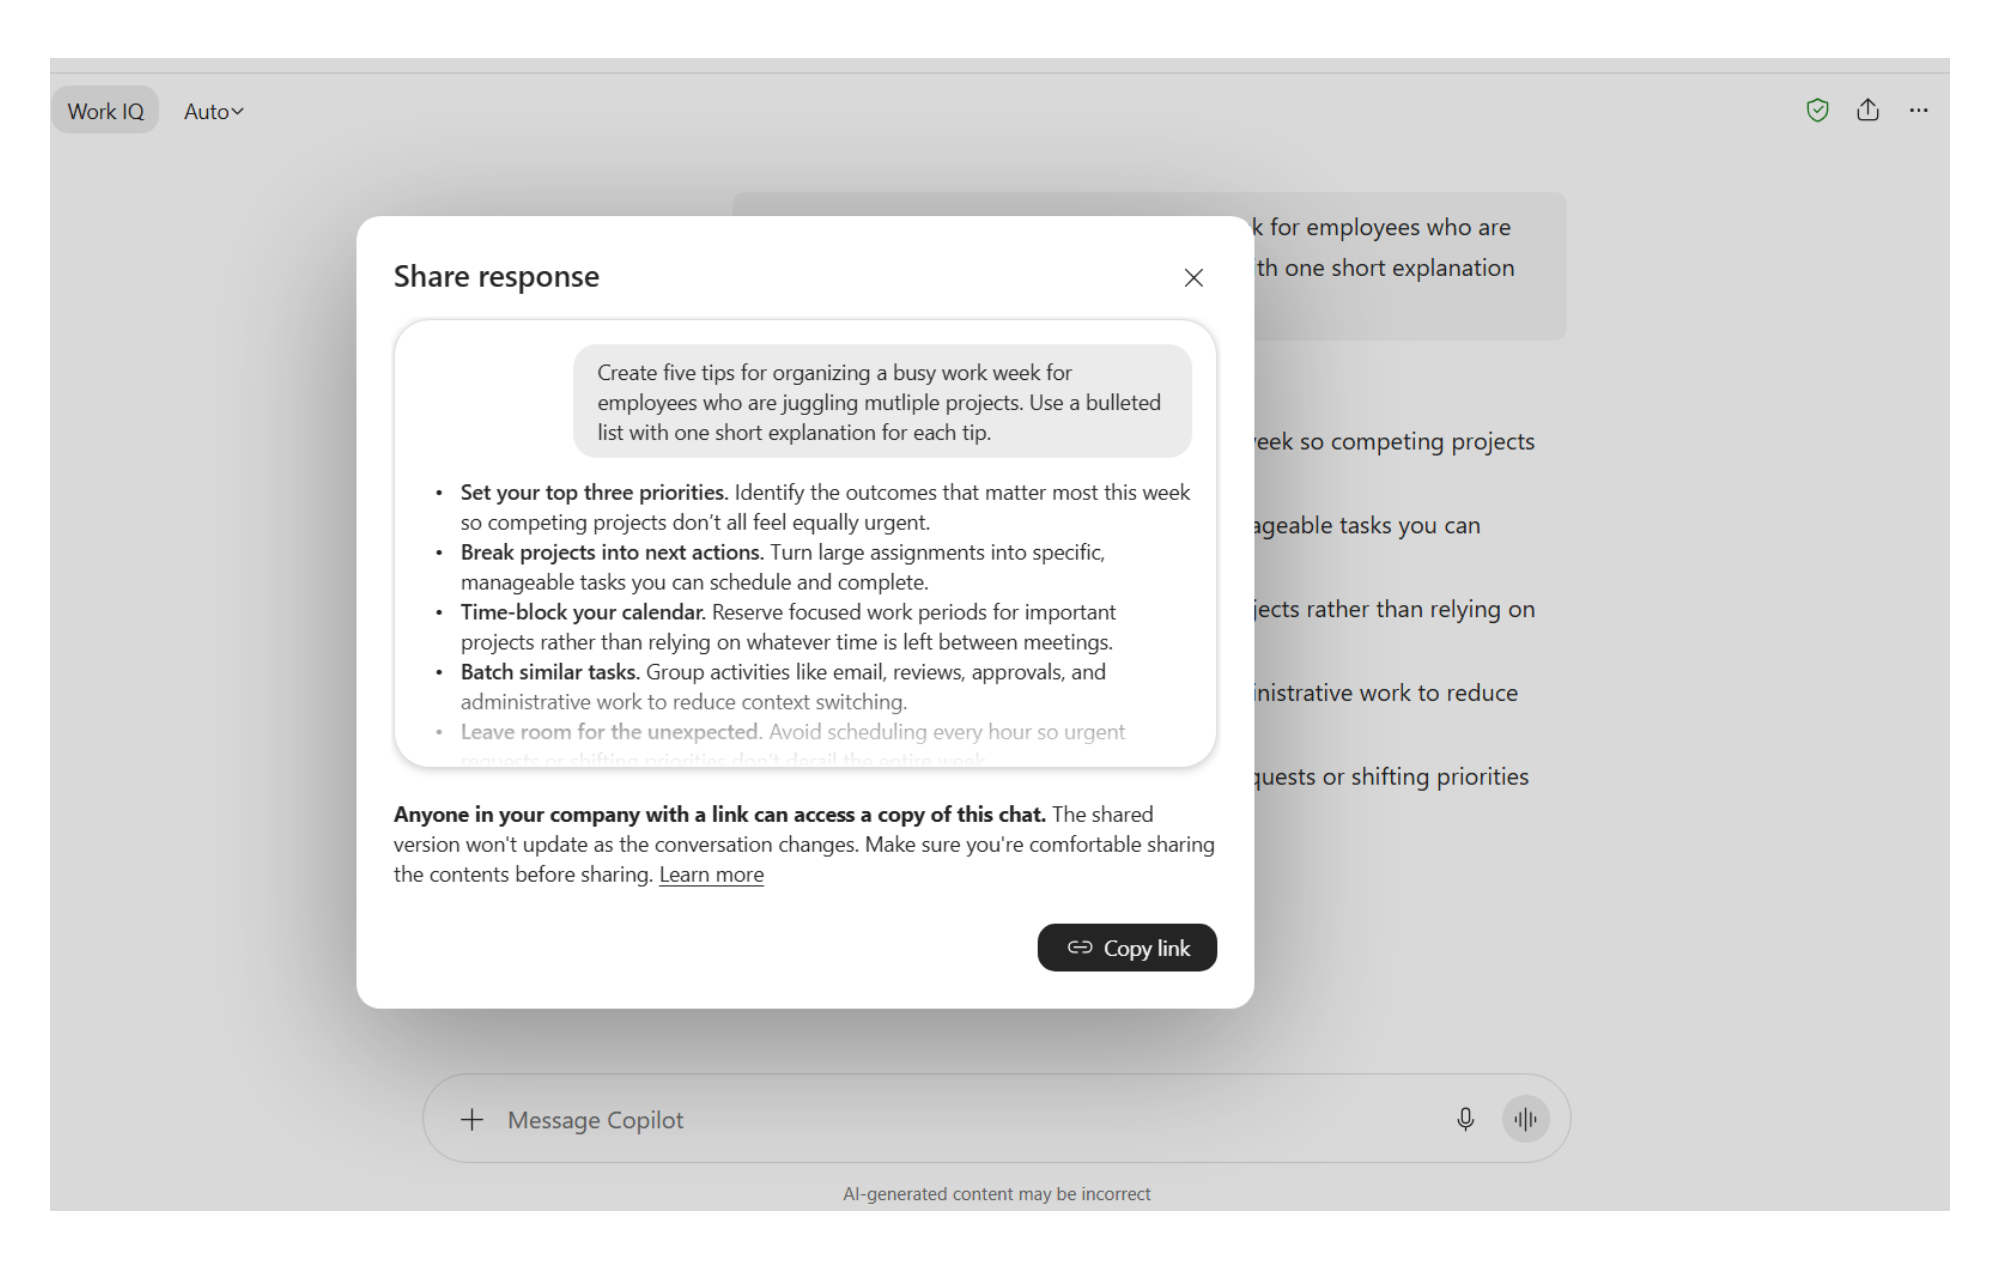 Work IQ Auto
k for employees who are
th one short explanation
Share response
Create five tips for organizing a busy work week for
employees who are juggling mutliple projects. Use a bulleted
list with one short explanation for each tip.
• Set your top three priorities. Identify the outcomes that matter most this week
so competing projects don't all feel equally urgent.
• Break projects into next actions. Turn large assignments into specific,
manageable tasks you can schedule and complete.
• Time-block your calendar. Reserve focused work periods for important
projects rather than relying on whatever time is left between meetings.
• Batch similar tasks. Group activities like email, reviews, approvals, and
administrative work to reduce context switching.
• Leave room for the unexpected. Avoid scheduling every hour so urgent
requests or shifting priorities don't derail the entire week.
eek so competing projects
ageable tasks you can
jects rather than relying on
inistrative work to reduce
quests or shifting priorities
Anyone in your company with a link can access a copy of this chat. The shared
version won't update as the conversation changes. Make sure you're comfortable sharing
the contents before sharing. Learn more
Copy link
Message Copilot
AI-generated content may be incorrect